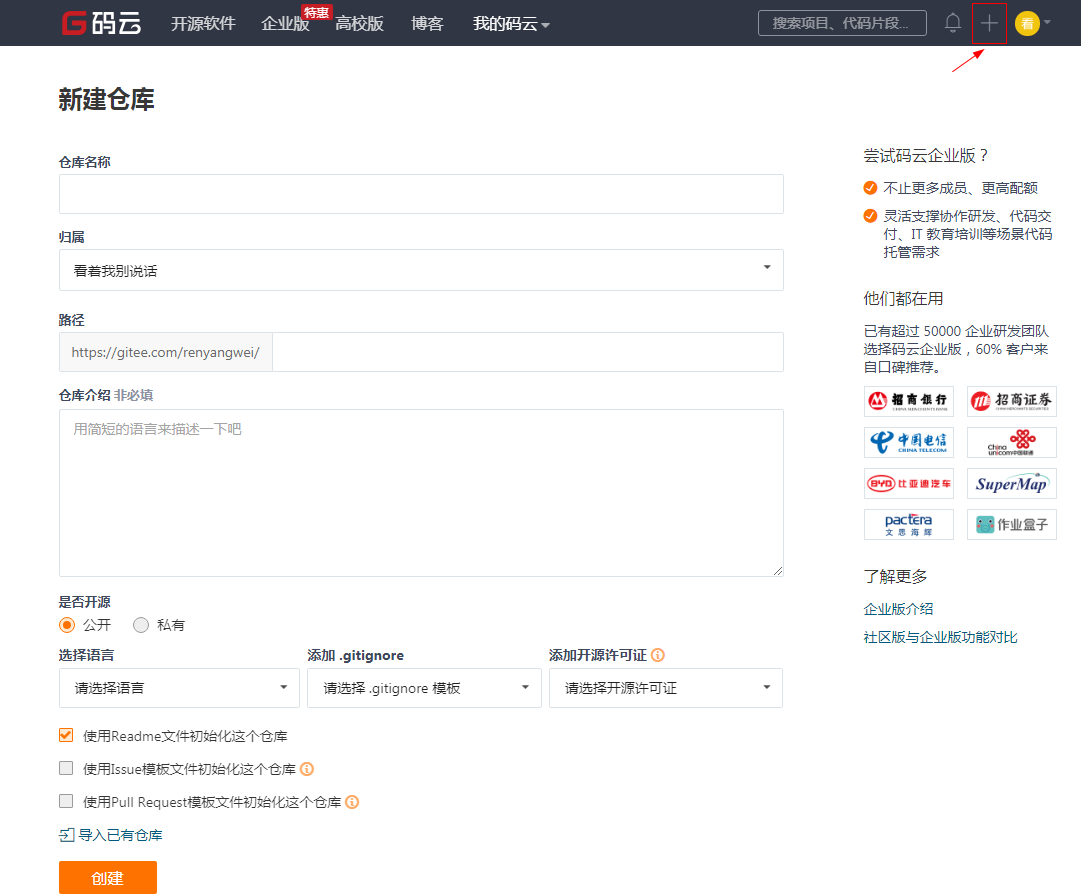 G码云 开源软件 企业版 特惠 高校版 博客 我的码云 搜索项目、代码片段... 看
新建仓库
仓库名称
归属
看着我别说话
路径
https://gitee.com/renyangwei/
仓库介绍 非必填
用简短的语言来描述一下吧
是否开源
公开 私有
选择语言 添加 .gitignore 添加开源许可证
请选择语言 请选择 .gitignore 模板 请选择开源许可证
使用Readme文件初始化这个仓库
使用Issue模板文件初始化这个仓库
使用Pull Request模板文件初始化这个仓库
导入已有仓库
创建
尝试码云企业版？
不止更多成员、更高配额
灵活支撑协作研发、代码交
付、IT 教育培训等场景代码
托管需求
他们都在用
已有超过 50000 企业研发团队
选择码云企业版，60% 客户来
自口碑推荐。
招商银行
CHINA MERCHANTS BANK
招商证券
CHINA MERCHANTS SECURITIES
中国电信
CHINA TELECOM
China
unicom中国联通
BYD 比亚迪汽车
SuperMap
pactera
文思海辉
作业盒子
了解更多
企业版介绍
社区版与企业版功能对比